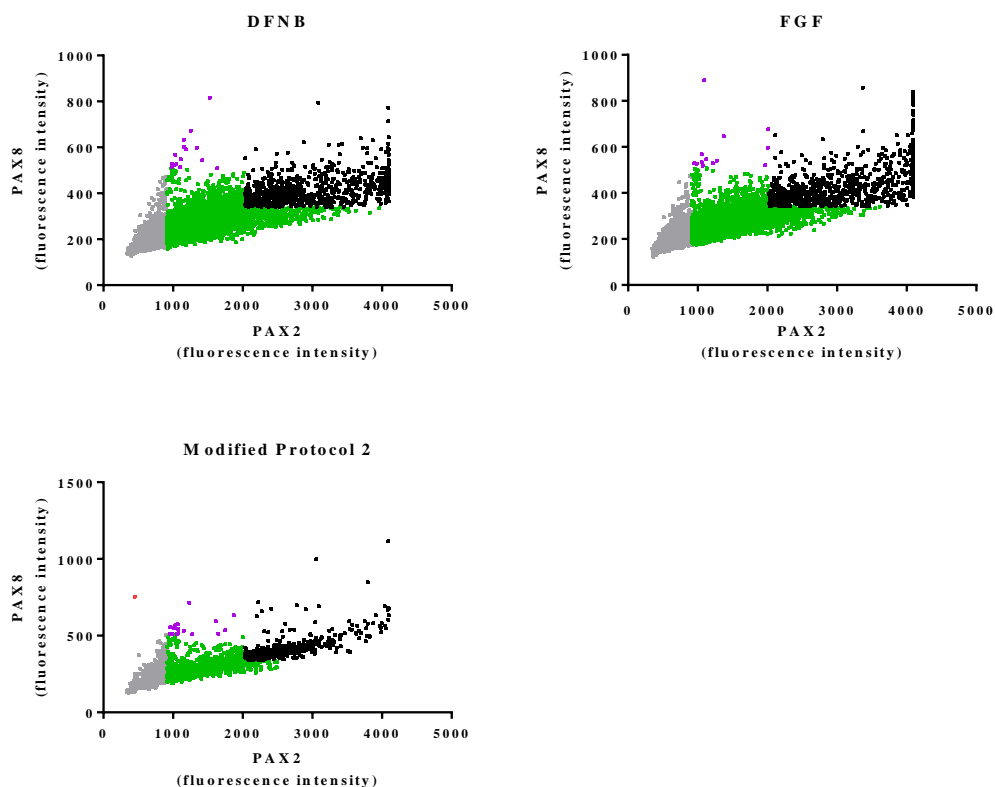 DFNB
1000
800
600
400
200
0
PAX8
(fluorescence intensity)
0 1000 2000 3000 4000 5000
PAX2
(fluorescence intensity)
FGF
1000
800
600
400
200
0
PAX8
(fluorescence intensity)
0 1000 2000 3000 4000 5000
PAX2
(fluorescence intensity)
Modified Protocol 2
1500
1000
500
0
PAX8
(fluorescence intensity)
0 1000 2000 3000 4000 5000
PAX2
(fluorescence intensity)